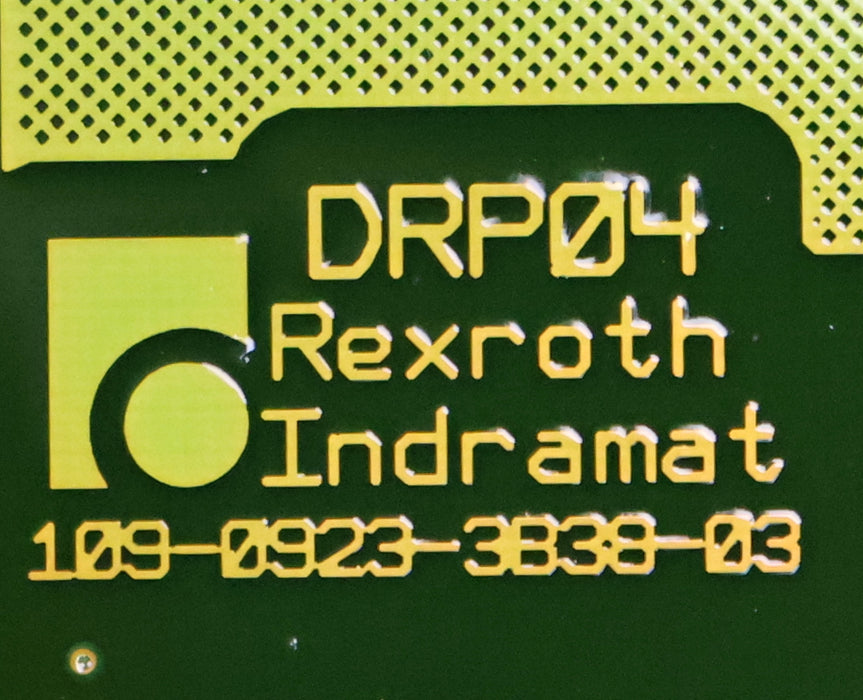 DRP04
Rexroth
Indramat
109-0923-3B38-03